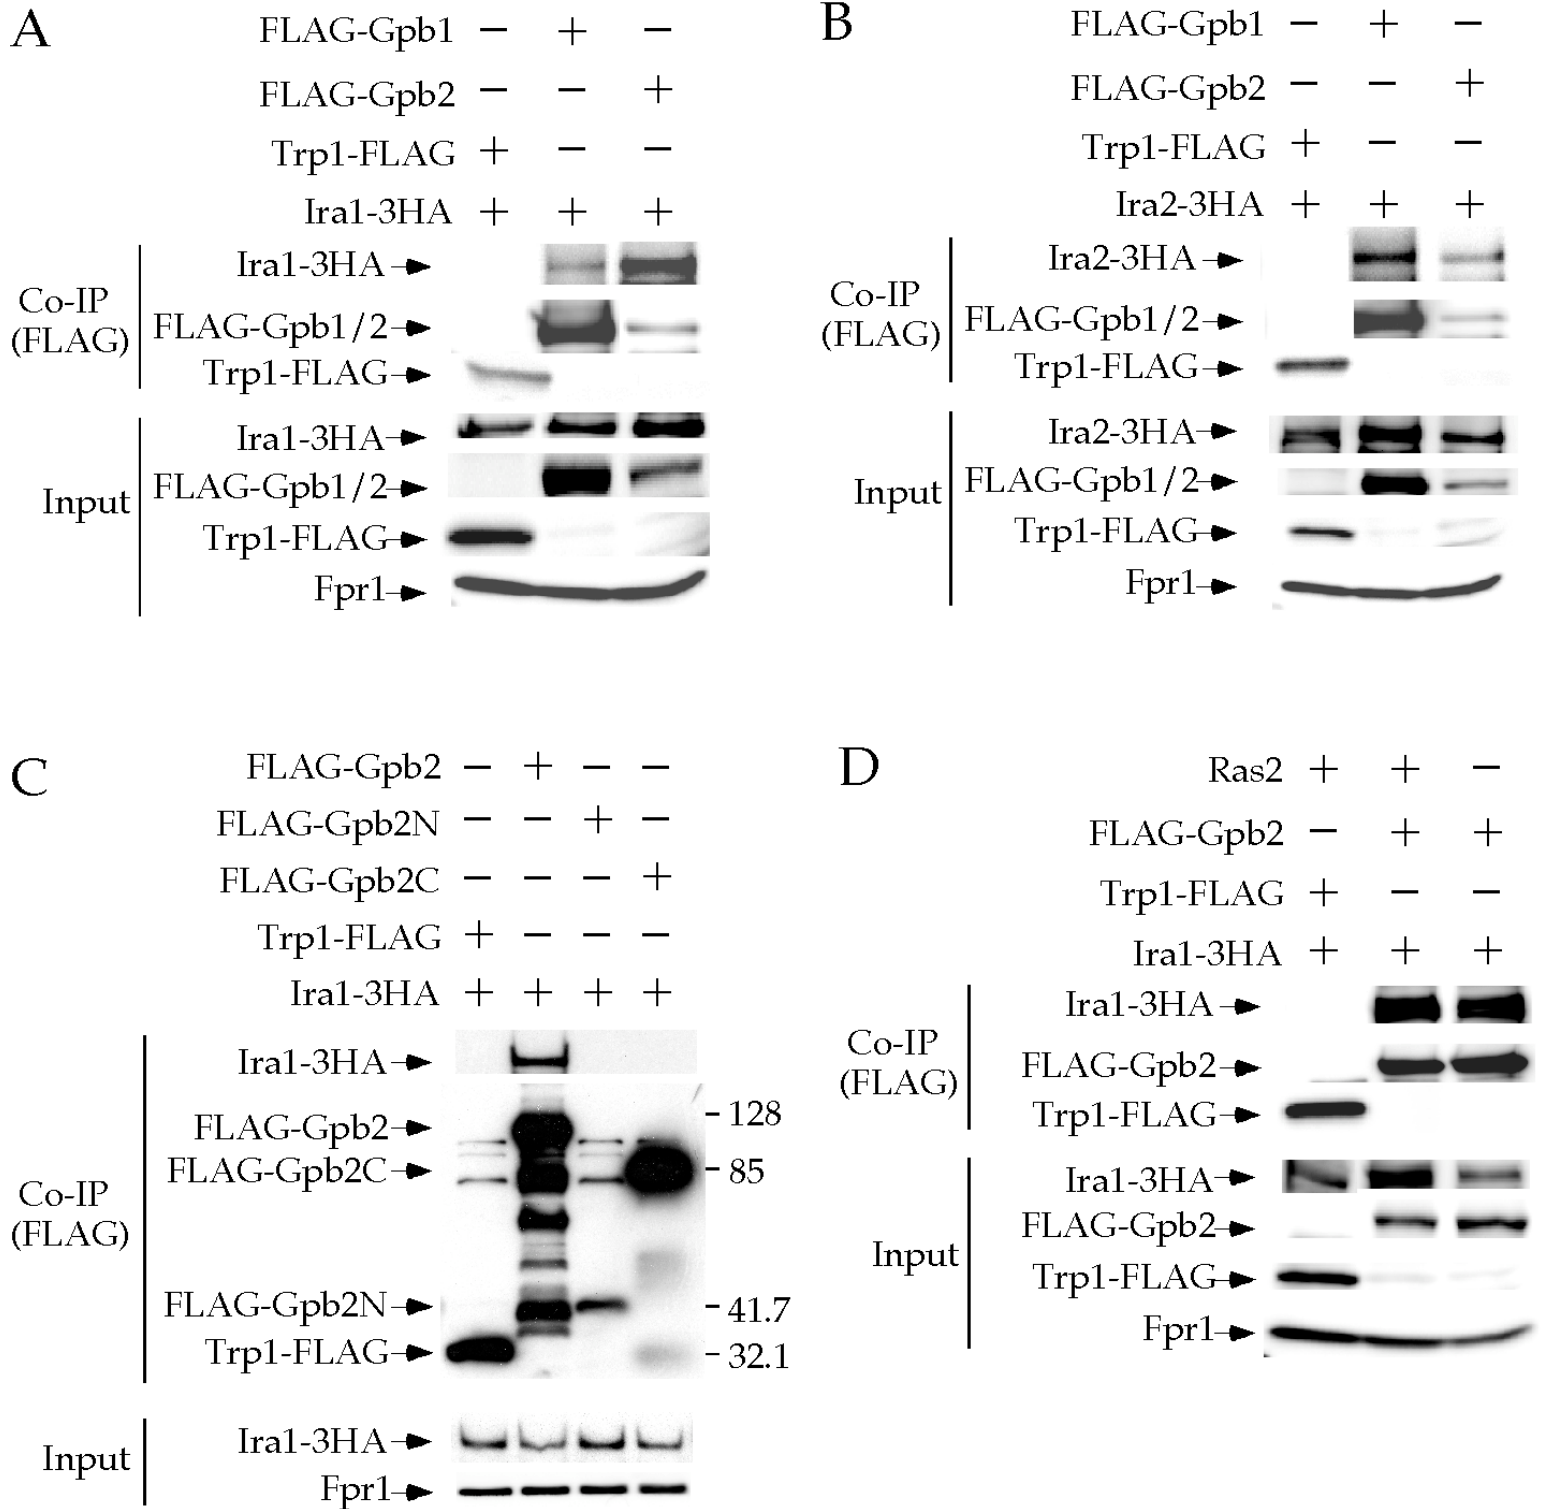 A
FLAG-Gpb1 − + −
FLAG-Gpb2 − − +
Trp1-FLAG + − −
Ira1-3HA + + +
Co-IP
(FLAG)
Ira1-3HA
FLAG-Gpb1/2
Trp1-FLAG
Input
Ira1-3HA
FLAG-Gpb1/2
Trp1-FLAG
Fpr1
B
FLAG-Gpb1 − + −
FLAG-Gpb2 − − +
Trp1-FLAG + − −
Ira2-3HA + + +
Co-IP
(FLAG)
Ira2-3HA
FLAG-Gpb1/2
Trp1-FLAG
Input
Ira2-3HA
FLAG-Gpb1/2
Trp1-FLAG
Fpr1
C
FLAG-Gpb2 − + − −
FLAG-Gpb2N − − + −
FLAG-Gpb2C − − − +
Trp1-FLAG + − − −
Ira1-3HA + + + +
Co-IP
(FLAG)
Ira1-3HA
FLAG-Gpb2
FLAG-Gpb2C
FLAG-Gpb2N
Trp1-FLAG
128
85
41.7
32.1
Input
Ira1-3HA
Fpr1
D
Ras2 + + −
FLAG-Gpb2 − + +
Trp1-FLAG + − −
Ira1-3HA + + +
Co-IP
(FLAG)
Ira1-3HA
FLAG-Gpb2
Trp1-FLAG
Input
Ira1-3HA
FLAG-Gpb2
Trp1-FLAG
Fpr1